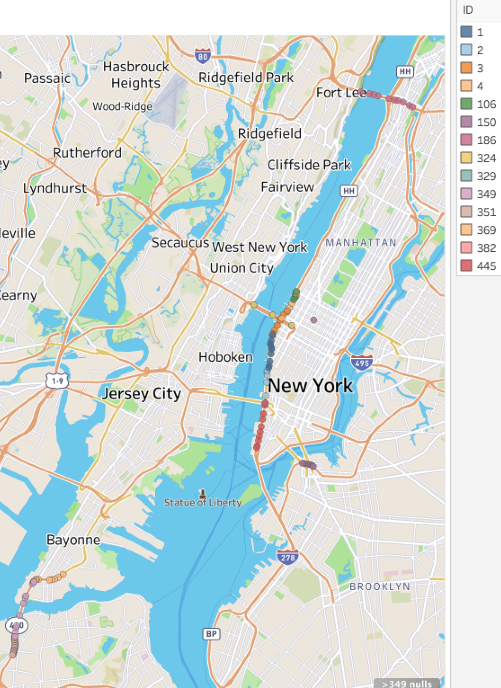 ID
1
2
3
4
106
150
186
324
329
349
351
369
382
445
80
Hasbrouck
Heights
Passaic
Ridgefield Park
HH
Fort Lee
Wood-Ridge
Ridgefield
Rutherford
Cliffside Park
Lyndhurst
Fairview
HH
leville
Secaucus
West New York
MANHATTAN
Union City
earny
Hoboken
495
1-9
New York
Jersey City
Statue of Liberty
Bayonne
278
BROOKLYN
BP
>349 nulls